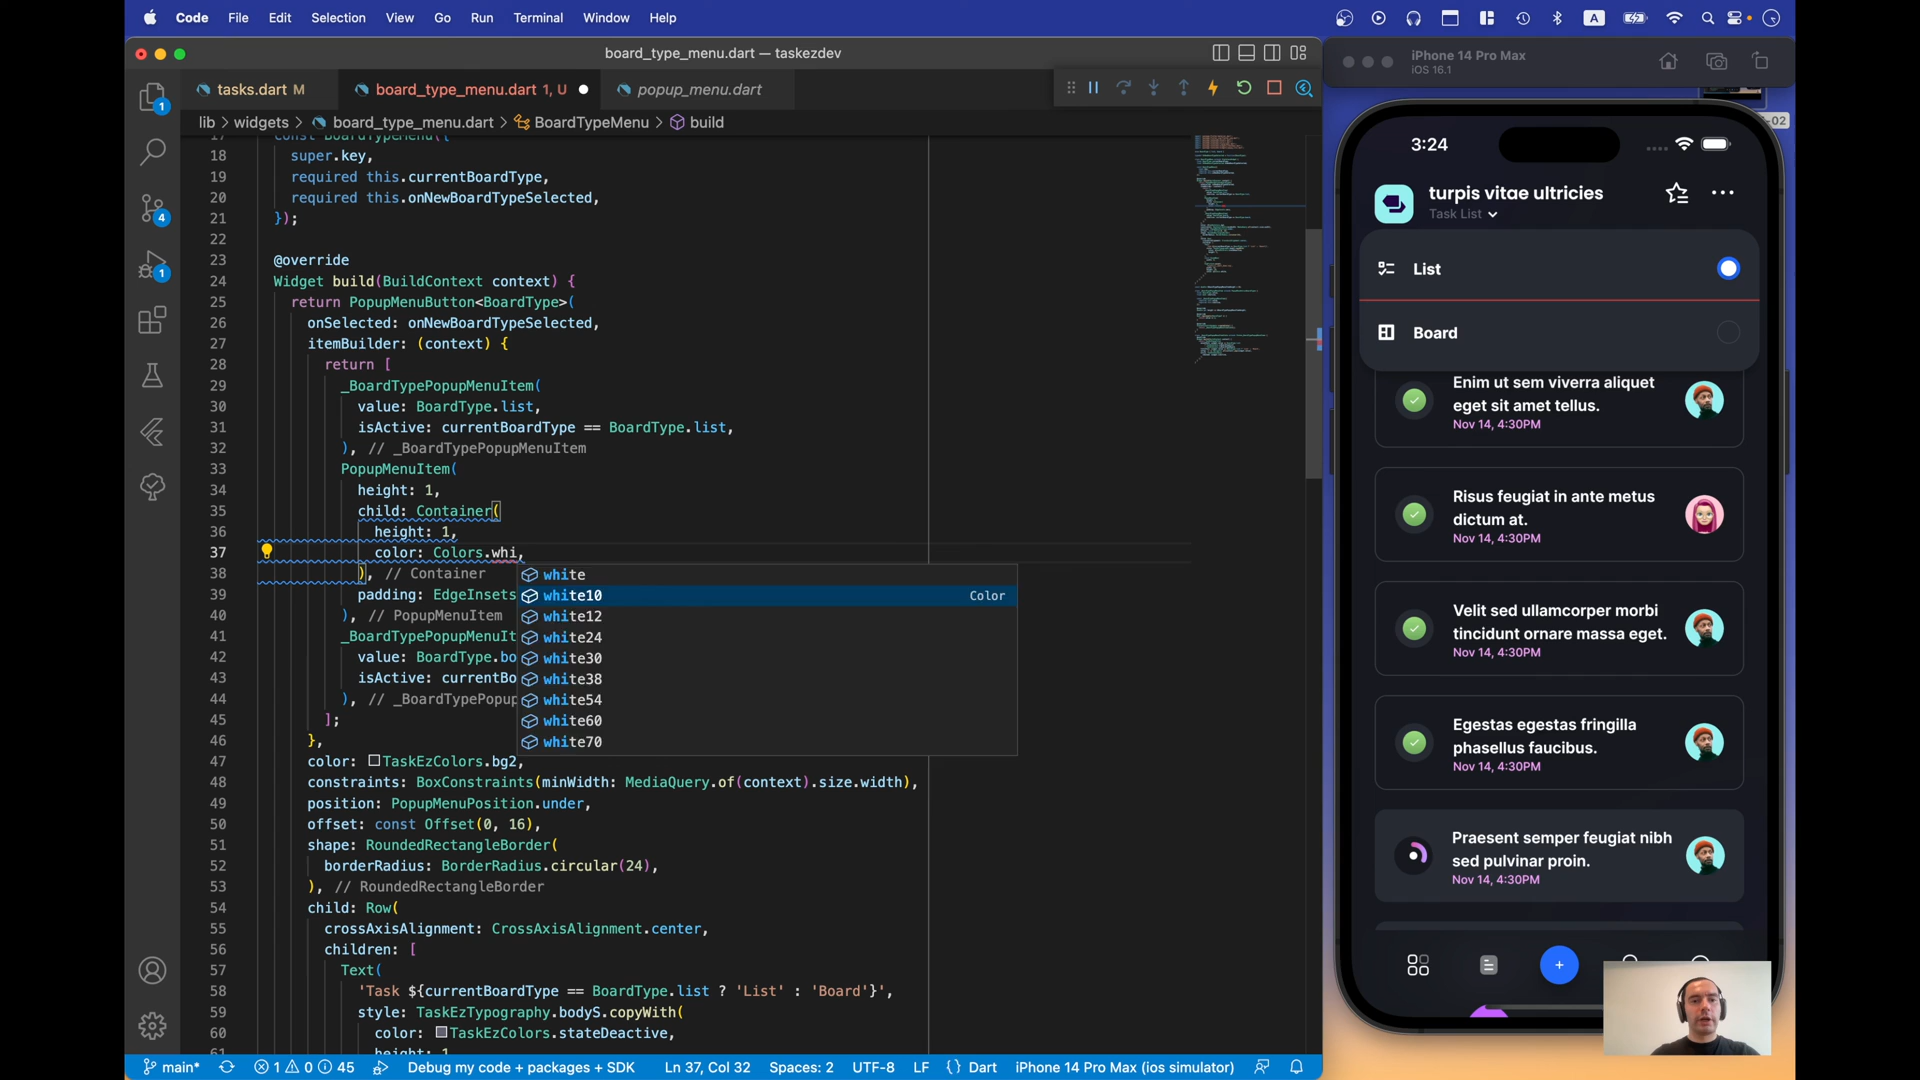 Code File Edit Selection View Go Run Terminal Window Help
A
board_type_menu.dart — taskezdev
tasks.dart M
board_type_menu.dart 1, U
popup_menu.dart
lib > widgets > board_type_menu.dart > BoardTypeMenu > build
1
4
1
17 const BoardTypeMenu({
18 super.key,
19 required this.currentBoardType,
20 required this.onNewBoardTypeSelected,
21 });
22
23 @override
24 Widget build(BuildContext context) {
25 return PopupMenuButton<BoardType>(
26 onSelected: onNewBoardTypeSelected,
27 itemBuilder: (context) {
28 return [
29 _BoardTypePopupMenuItem(
30 value: BoardType.list,
31 isActive: currentBoardType == BoardType.list,
32 ), // _BoardTypePopupMenuItem
33 PopupMenuItem(
34 height: 1,
35 child: Container(
36 height: 1,
37 color: Colors.whi,
38 ), // Container
39 padding: EdgeInsets
40 ), // PopupMenuItem
41 _BoardTypePopupMenuIt
42 value: BoardType.bo
43 isActive: currentBo
44 ), // _BoardTypePopup
45 ];
46 },
47 color: TaskEzColors.bg2,
48 constraints: BoxConstraints(minWidth: MediaQuery.of(context).size.width),
49 position: PopupMenuPosition.under,
50 offset: const Offset(0, 16),
51 shape: RoundedRectangleBorder(
52 borderRadius: BorderRadius.circular(24),
53 ), // RoundedRectangleBorder
54 child: Row(
55 crossAxisAlignment: CrossAxisAlignment.center,
56 children: [
57 Text(
58 'Task ${currentBoardType == BoardType.list ? 'List' : 'Board'}',
59 style: TaskEzTypography.bodyS.copyWith(
60 color: TaskEzColors.stateDeactive,
61 height: 1
white
white10 Color
white12
white24
white30
white38
white54
white60
white70
main* 1 0 45 Debug my code + packages + SDK Ln 37, Col 32 Spaces: 2 UTF-8 LF {} Dart iPhone 14 Pro Max (ios simulator)
iPhone 14 Pro Max
iOS 16.1
-02
3:24
turpis vitae ultricies
Task List
List
Board
Enim ut sem viverra aliquet
eget sit amet tellus.
Nov 14, 4:30PM
Risus feugiat in ante metus
dictum at.
Nov 14, 4:30PM
Velit sed ullamcorper morbi
tincidunt ornare massa eget.
Nov 14, 4:30PM
Egestas egestas fringilla
phasellus faucibus.
Nov 14, 4:30PM
Praesent semper feugiat nibh
sed pulvinar proin.
Nov 14, 4:30PM